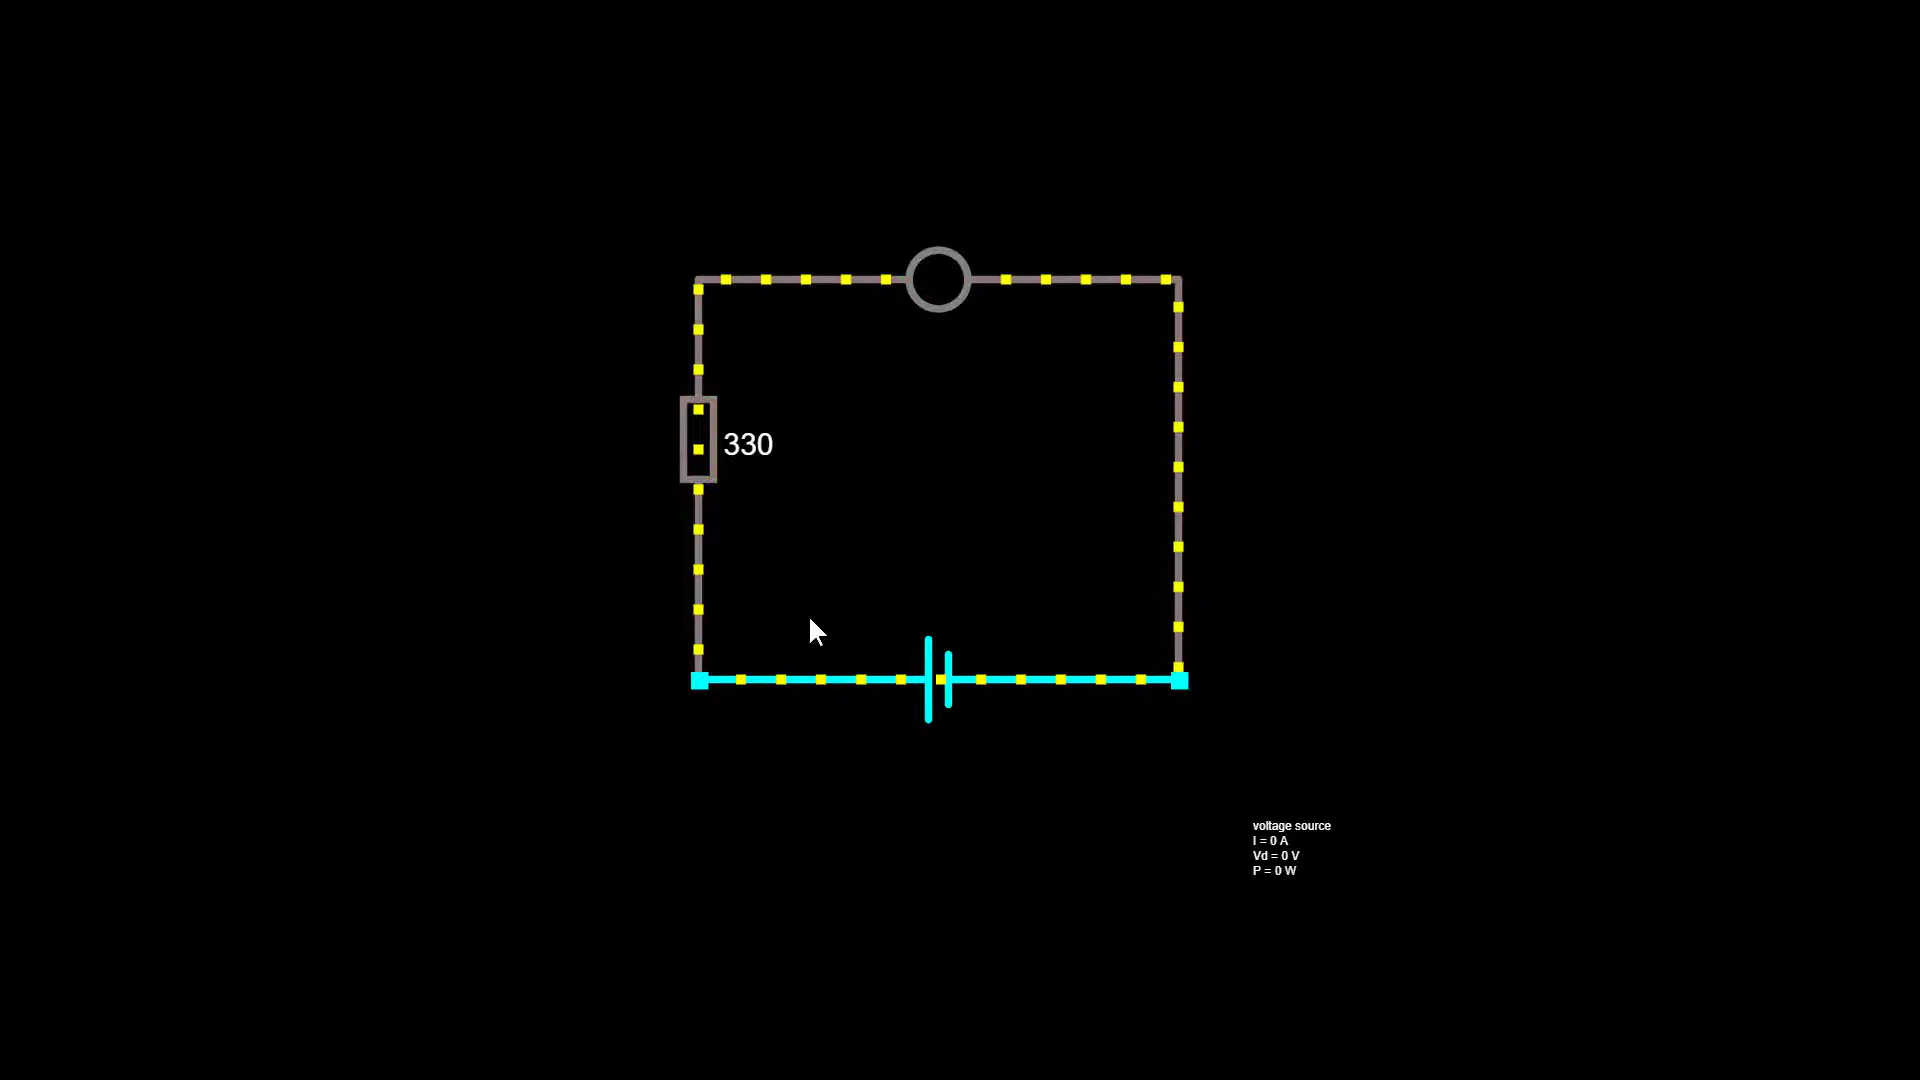 330
voltage source
I = 0 A
Vd = 0 V
P = 0 W